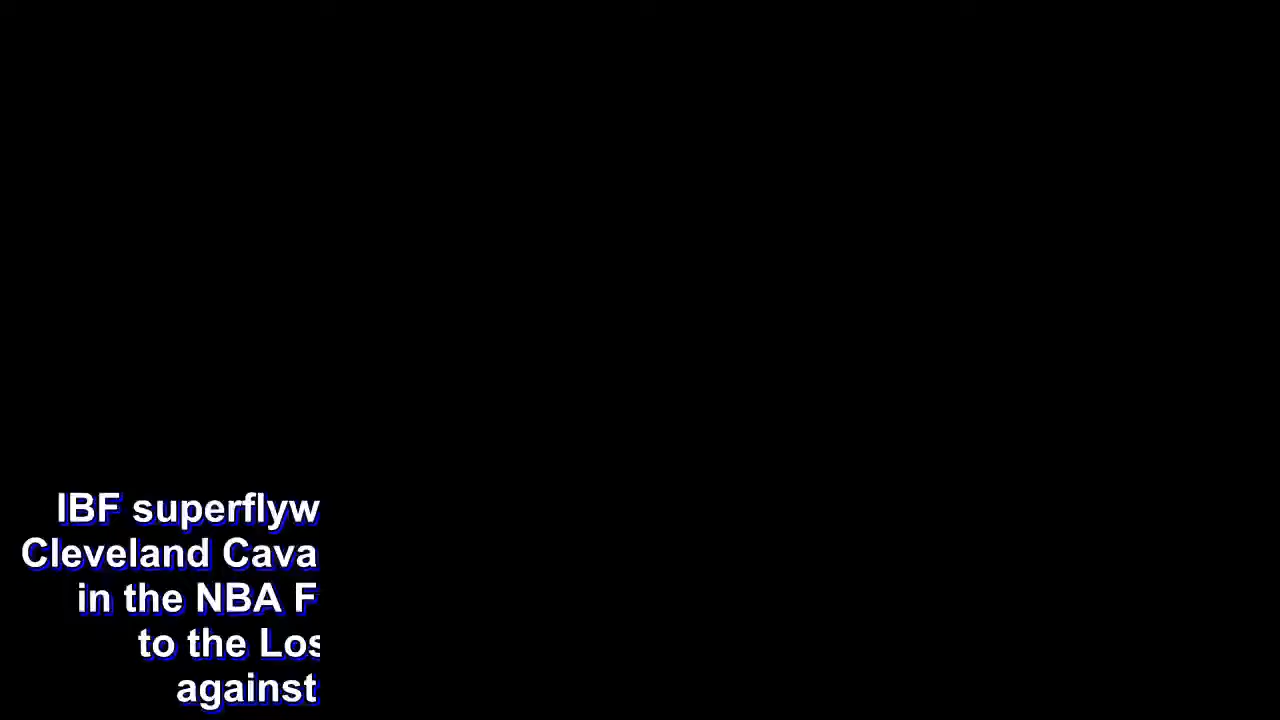 IBF superflyw
Cleveland Cava
in the NBA F
to the Los
against